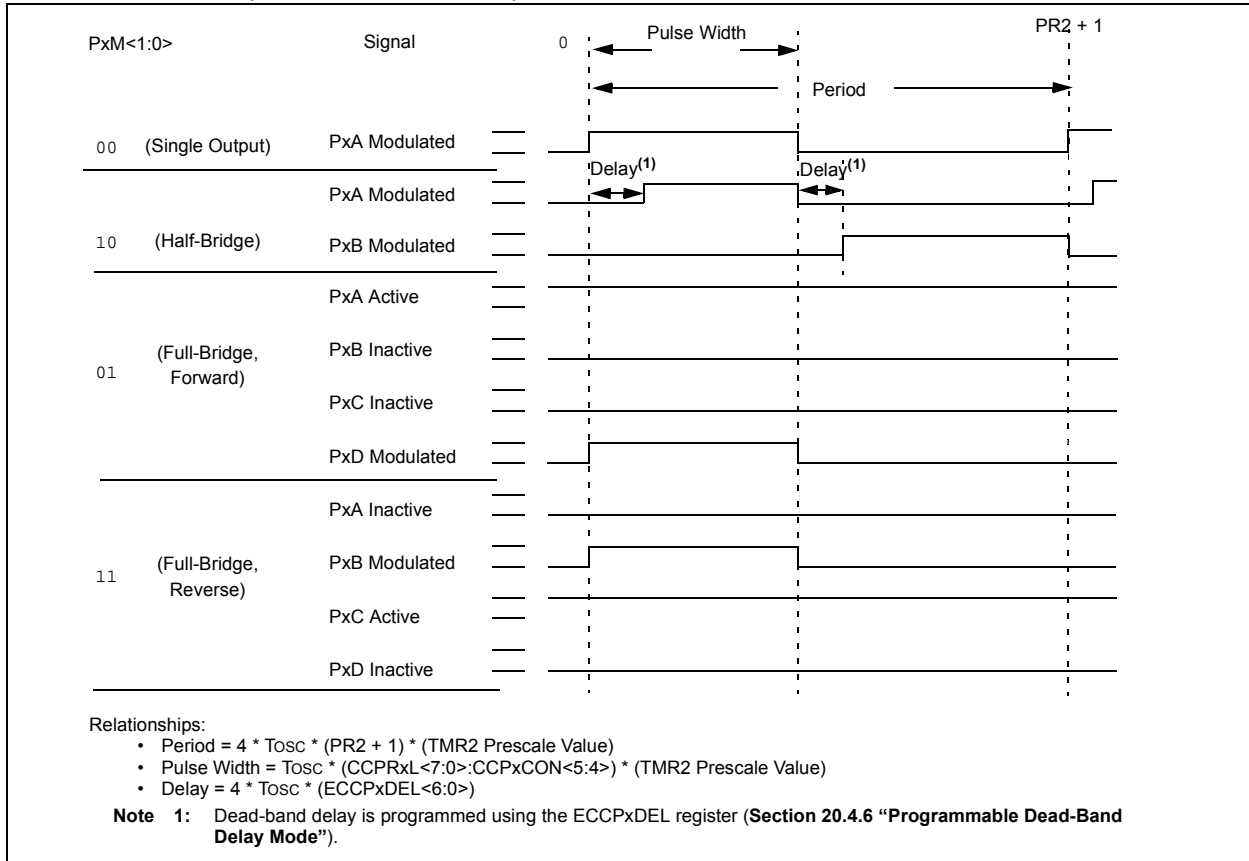 PxM<1:0> Signal 0 Pulse Width PR2 + 1
Period
00 (Single Output) PxA Modulated
Delay(1) Delay(1)
PxA Modulated
10 (Half-Bridge) PxB Modulated
PxA Active
(Full-Bridge, Forward) PxB Inactive
01
PxC Inactive
PxD Modulated
PxA Inactive
(Full-Bridge, Reverse) PxB Modulated
11
PxC Active
PxD Inactive
Relationships:
• Period = 4 * TOSC * (PR2 + 1) * (TMR2 Prescale Value)
• Pulse Width = TOSC * (CCPRxL<7:0>:CCPxCON<5:4>) * (TMR2 Prescale Value)
• Delay = 4 * TOSC * (ECCPxDEL<6:0>)
Note 1: Dead-band delay is programmed using the ECCPxDEL register (Section 20.4.6 “Programmable Dead-Band
Delay Mode”).